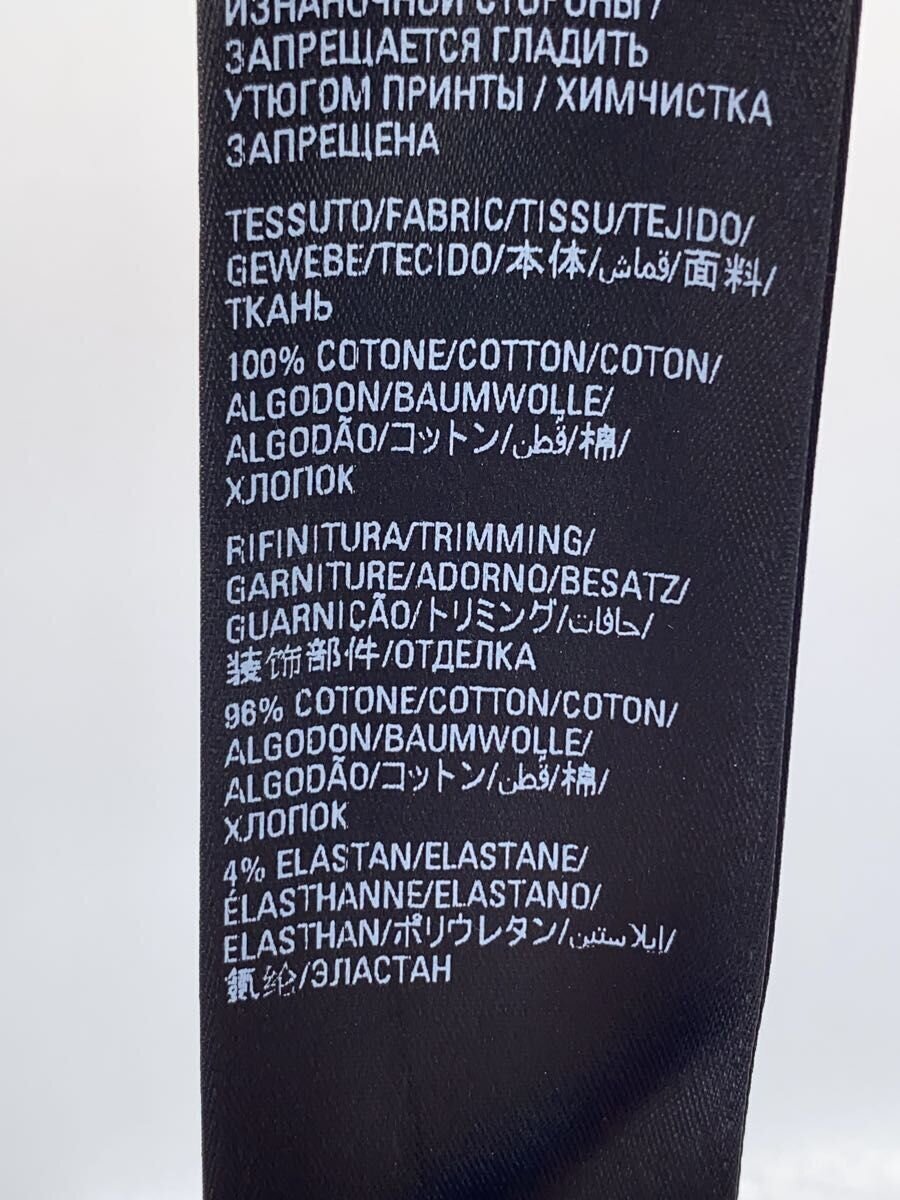 ИЗНАНОЧНОЙ СТОРОНЫ /
ЗАПРЕЩАЕТСЯ ГЛАДИТЬ
УТЮГОМ ПРИНТЫ / ХИМЧИСТКА
ЗАПРЕЩЕНА
TESSUTO/FABRIC/TISSU/TEJIDO/
GEWEBE/TECIDO/本体/قماش/面料/
ТКАНЬ
100% COTONE/COTTON/COTON/
ALGODON/BAUMWOLLE/
ALGODÃO/コットン/قُطن/棉/
ХЛОПОК
RIFINITURA/TRIMMING/
GARNITURE/ADORNO/BESATZ/
GUARNIÇÃO/トリミング/حافات/
装饰部件/ОТДЕЛКА
96% COTONE/COTTON/COTON/
ALGODON/BAUMWOLLE/
ALGODÃO/コットン/قُطن/棉/
ХЛОПОК
4% ELASTAN/ELASTANE/
ÉLASTHANNE/ELASTANO/
ELASTHAN/ポリウレタン/إيلاستين/
氨纶/ЭЛАСТАН